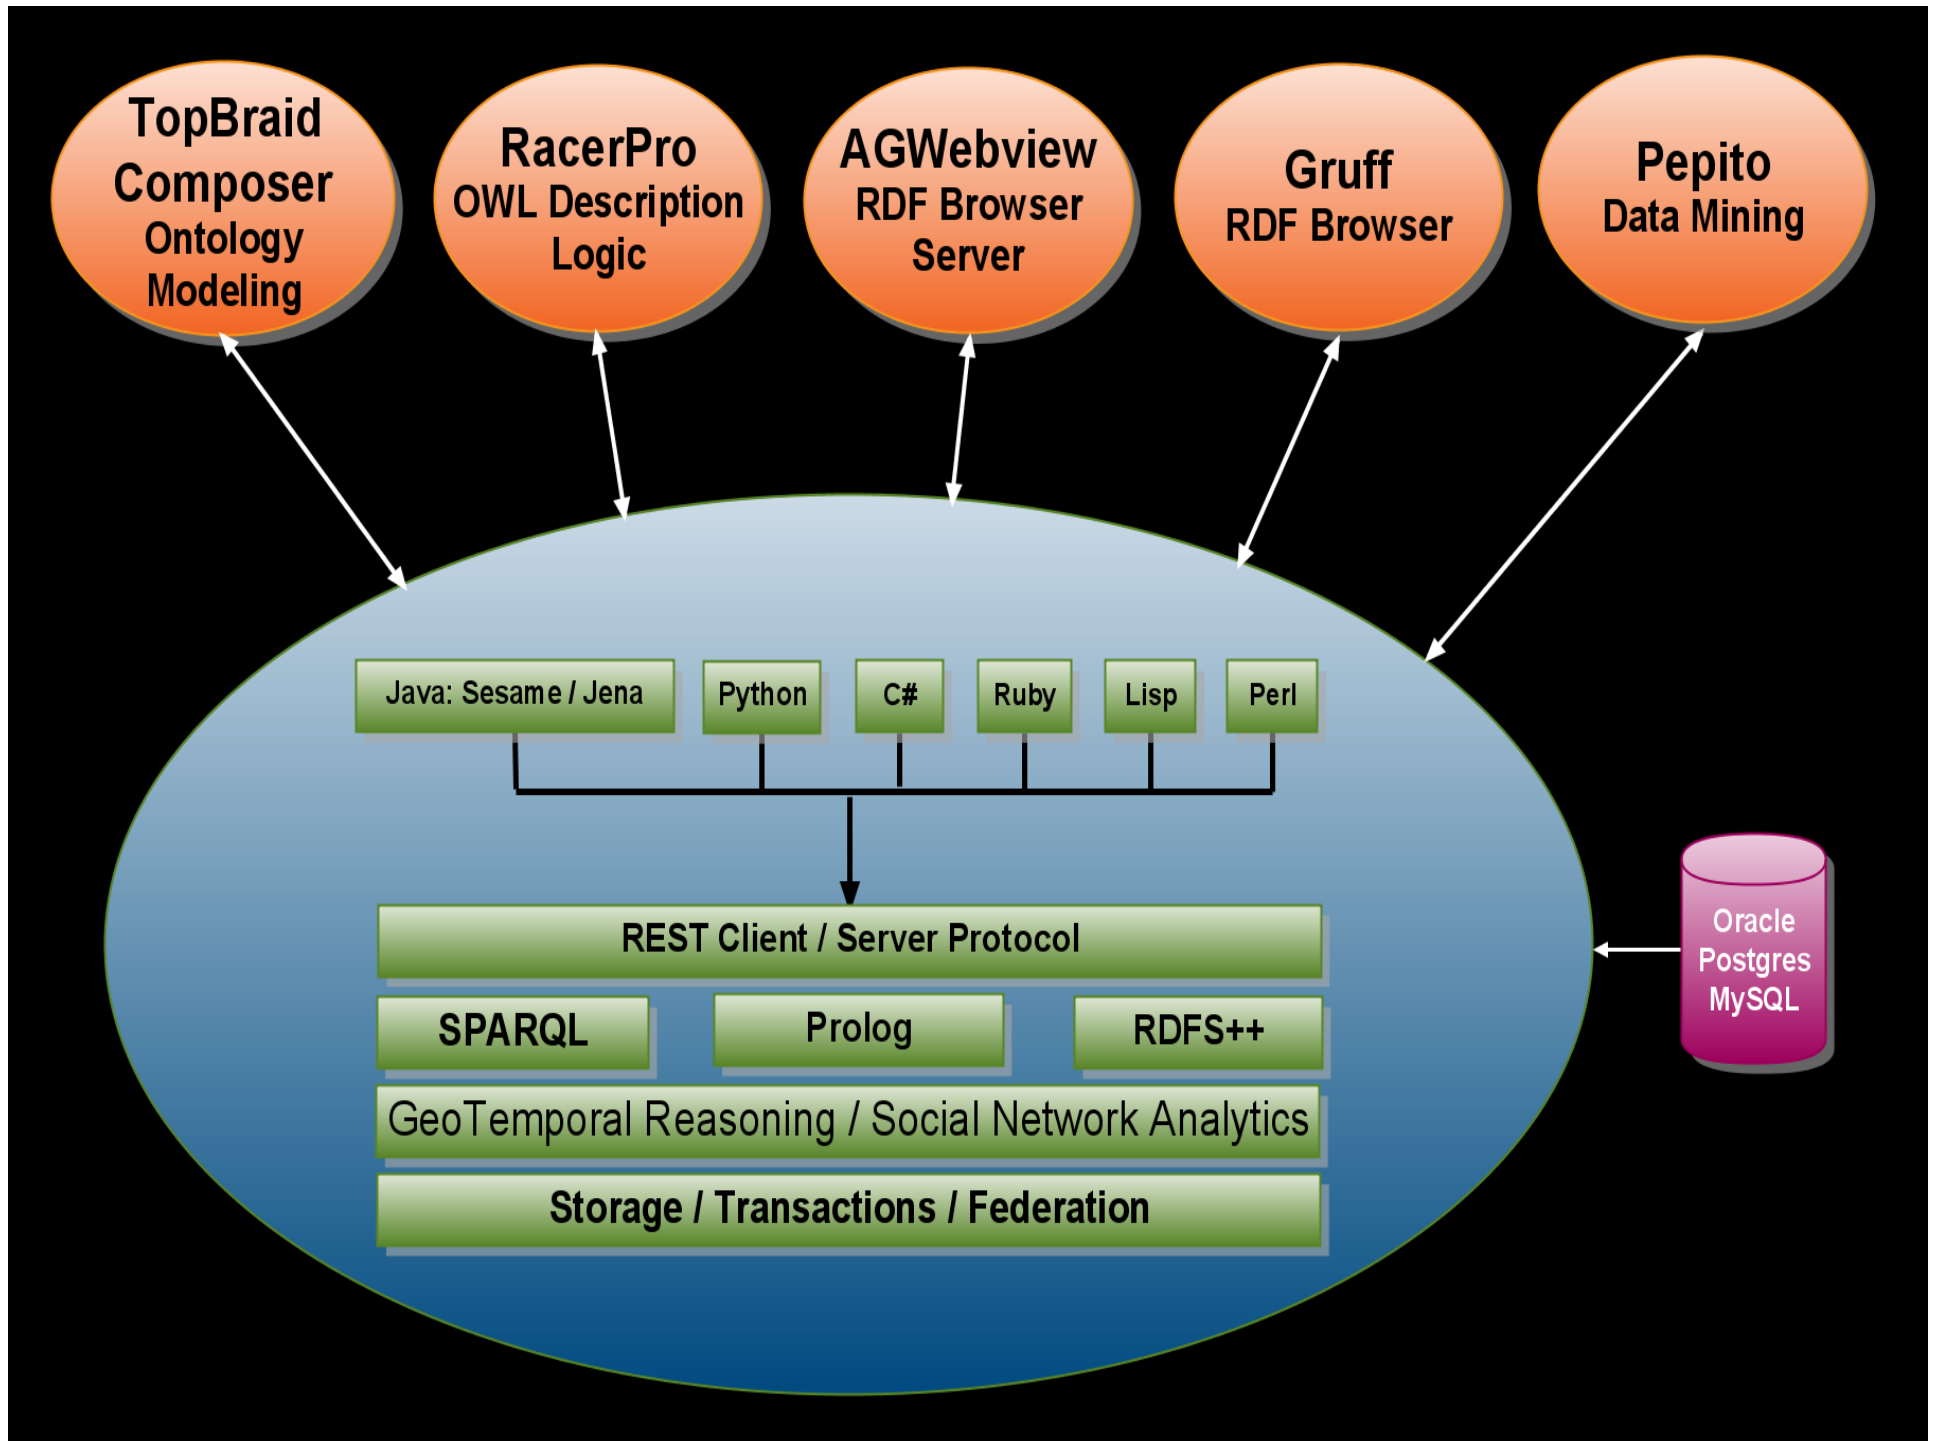 TopBraid
Composer
Ontology
Modeling
RacerPro
OWL Description
Logic
AGWebview
RDF Browser
Server
Gruff
RDF Browser
Pepito
Data Mining
Java: Sesame / Jena
Python
C#
Ruby
Lisp
Perl
REST Client / Server Protocol
SPARQL
Prolog
RDFS++
GeoTemporal Reasoning / Social Network Analytics
Storage / Transactions / Federation
Oracle
Postgres
MySQL